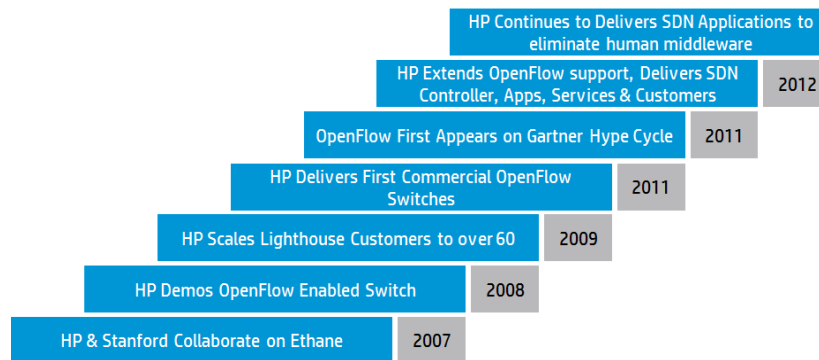 HP Continues to Delivers SDN Applications to
eliminate human middleware
HP Extends OpenFlow support, Delivers SDN
Controller, Apps, Services & Customers
2012
OpenFlow First Appears on Gartner Hype Cycle
2011
HP Delivers First Commercial OpenFlow
Switches
2011
HP Scales Lighthouse Customers to over 60
2009
HP Demos OpenFlow Enabled Switch
2008
HP & Stanford Collaborate on Ethane
2007